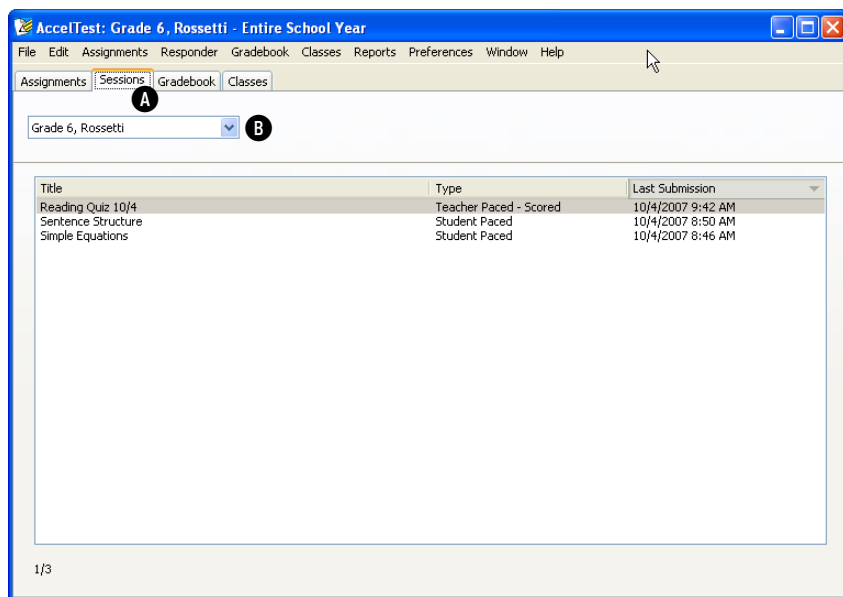 AccelTest: Grade 6, Rossetti - Entire School Year
File Edit Assignments Responder Gradebook Classes Reports Preferences Window Help
Assignments Sessions Gradebook Classes
A
Grade 6, Rossetti B
Title Type Last Submission
Reading Quiz 10/4 Teacher Paced - Scored 10/4/2007 9:42 AM
Sentence Structure Student Paced 10/4/2007 8:50 AM
Simple Equations Student Paced 10/4/2007 8:46 AM
1/3